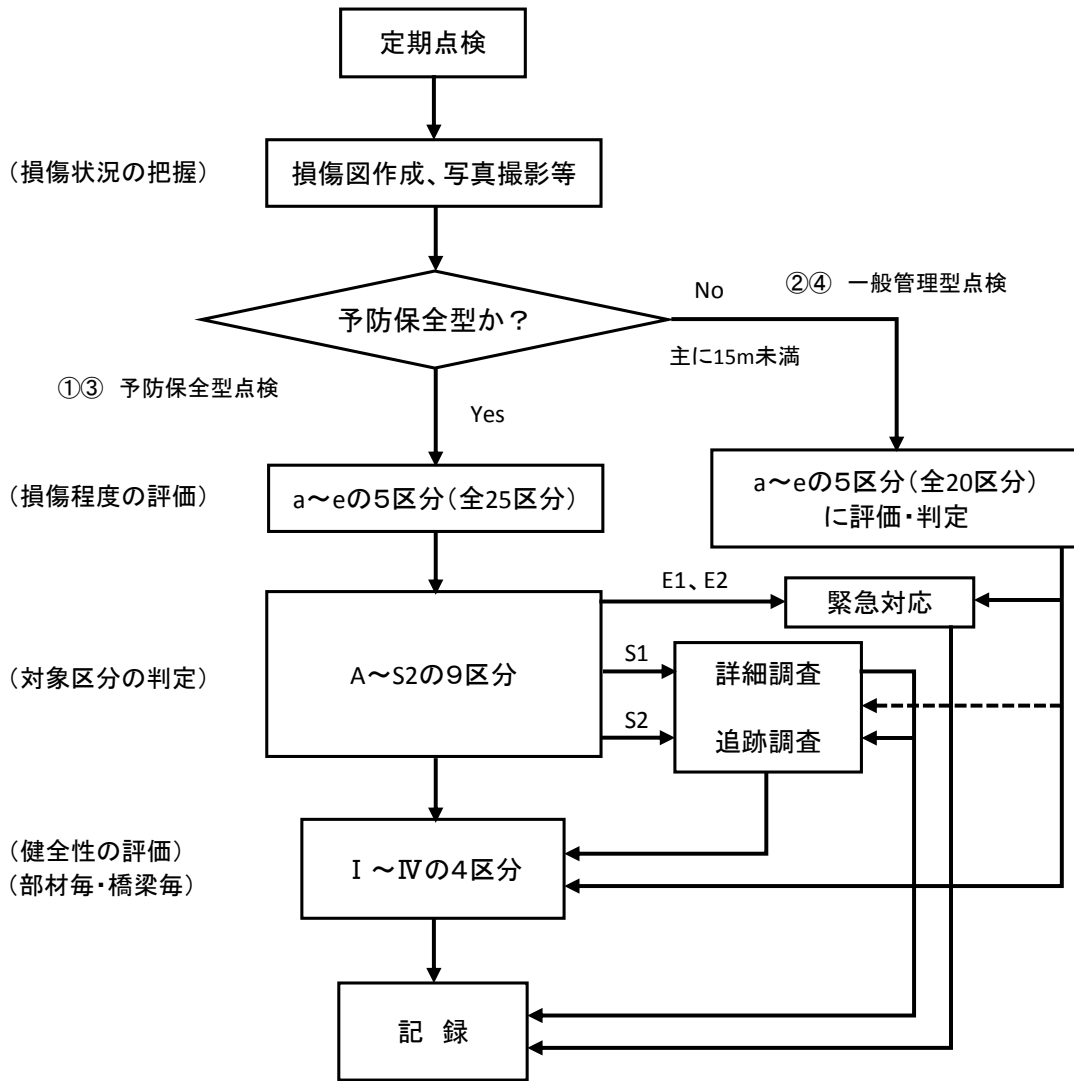 定期点検
(損傷状況の把握)
損傷図作成、写真撮影等
予防保全型か？
No
②④ 一般管理型点検
主に15m未満
①③ 予防保全型点検
Yes
(損傷程度の評価)
a～eの５区分(全25区分)
a～eの５区分(全20区分)
に評価・判定
E1、E2
緊急対応
(対象区分の判定)
A～S2の９区分
S1
詳細調査
S2
追跡調査
(健全性の評価)
(部材毎・橋梁毎)
Ⅰ～Ⅳの４区分
記 録